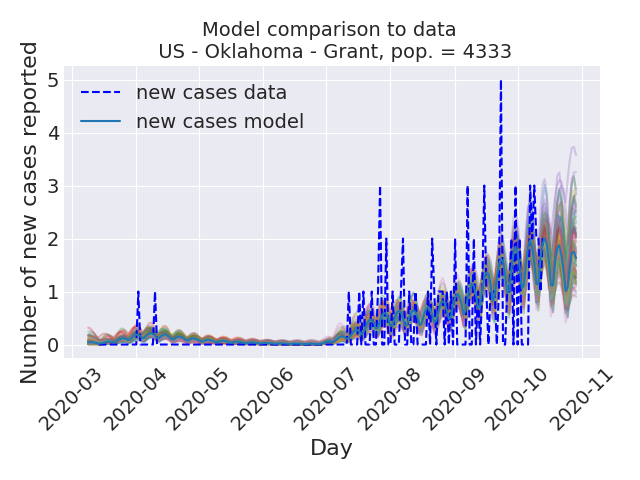 Model comparison to data
US - Oklahoma - Grant, pop. = 4333
Number of new cases reported
5
4
3
2
1
0
new cases data
new cases model
2020-03
2020-04
2020-05
2020-06
2020-07
2020-08
2020-09
2020-10
2020-11
Day